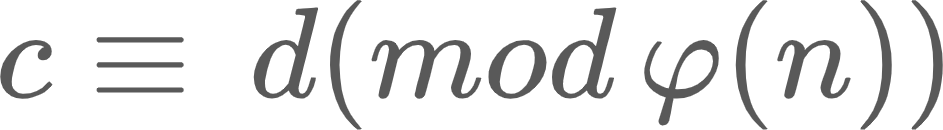 c ≡ d(mod φ(n))